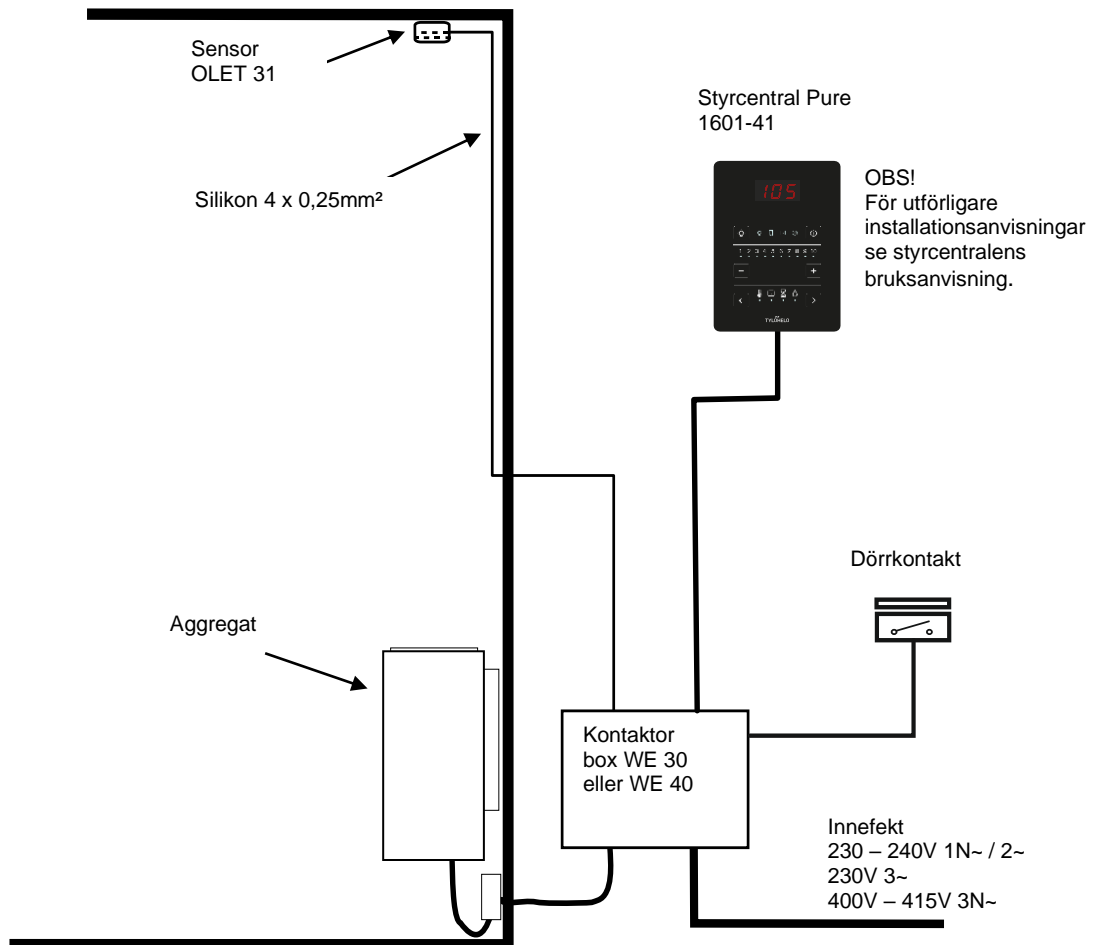 Sensor
OLET 31
Styrcentral Pure
1601-41
Silikon 4 x 0,25mm²
105
OBS!
För utförligare
installationsanvisningar
se styrcentralens
bruksanvisning.
TYLÖHELO
Dörrkontakt
Aggregat
Kontaktor
box WE 30
eller WE 40
Innefekt
230 – 240V 1N~ / 2~
230V 3~
400V – 415V 3N~